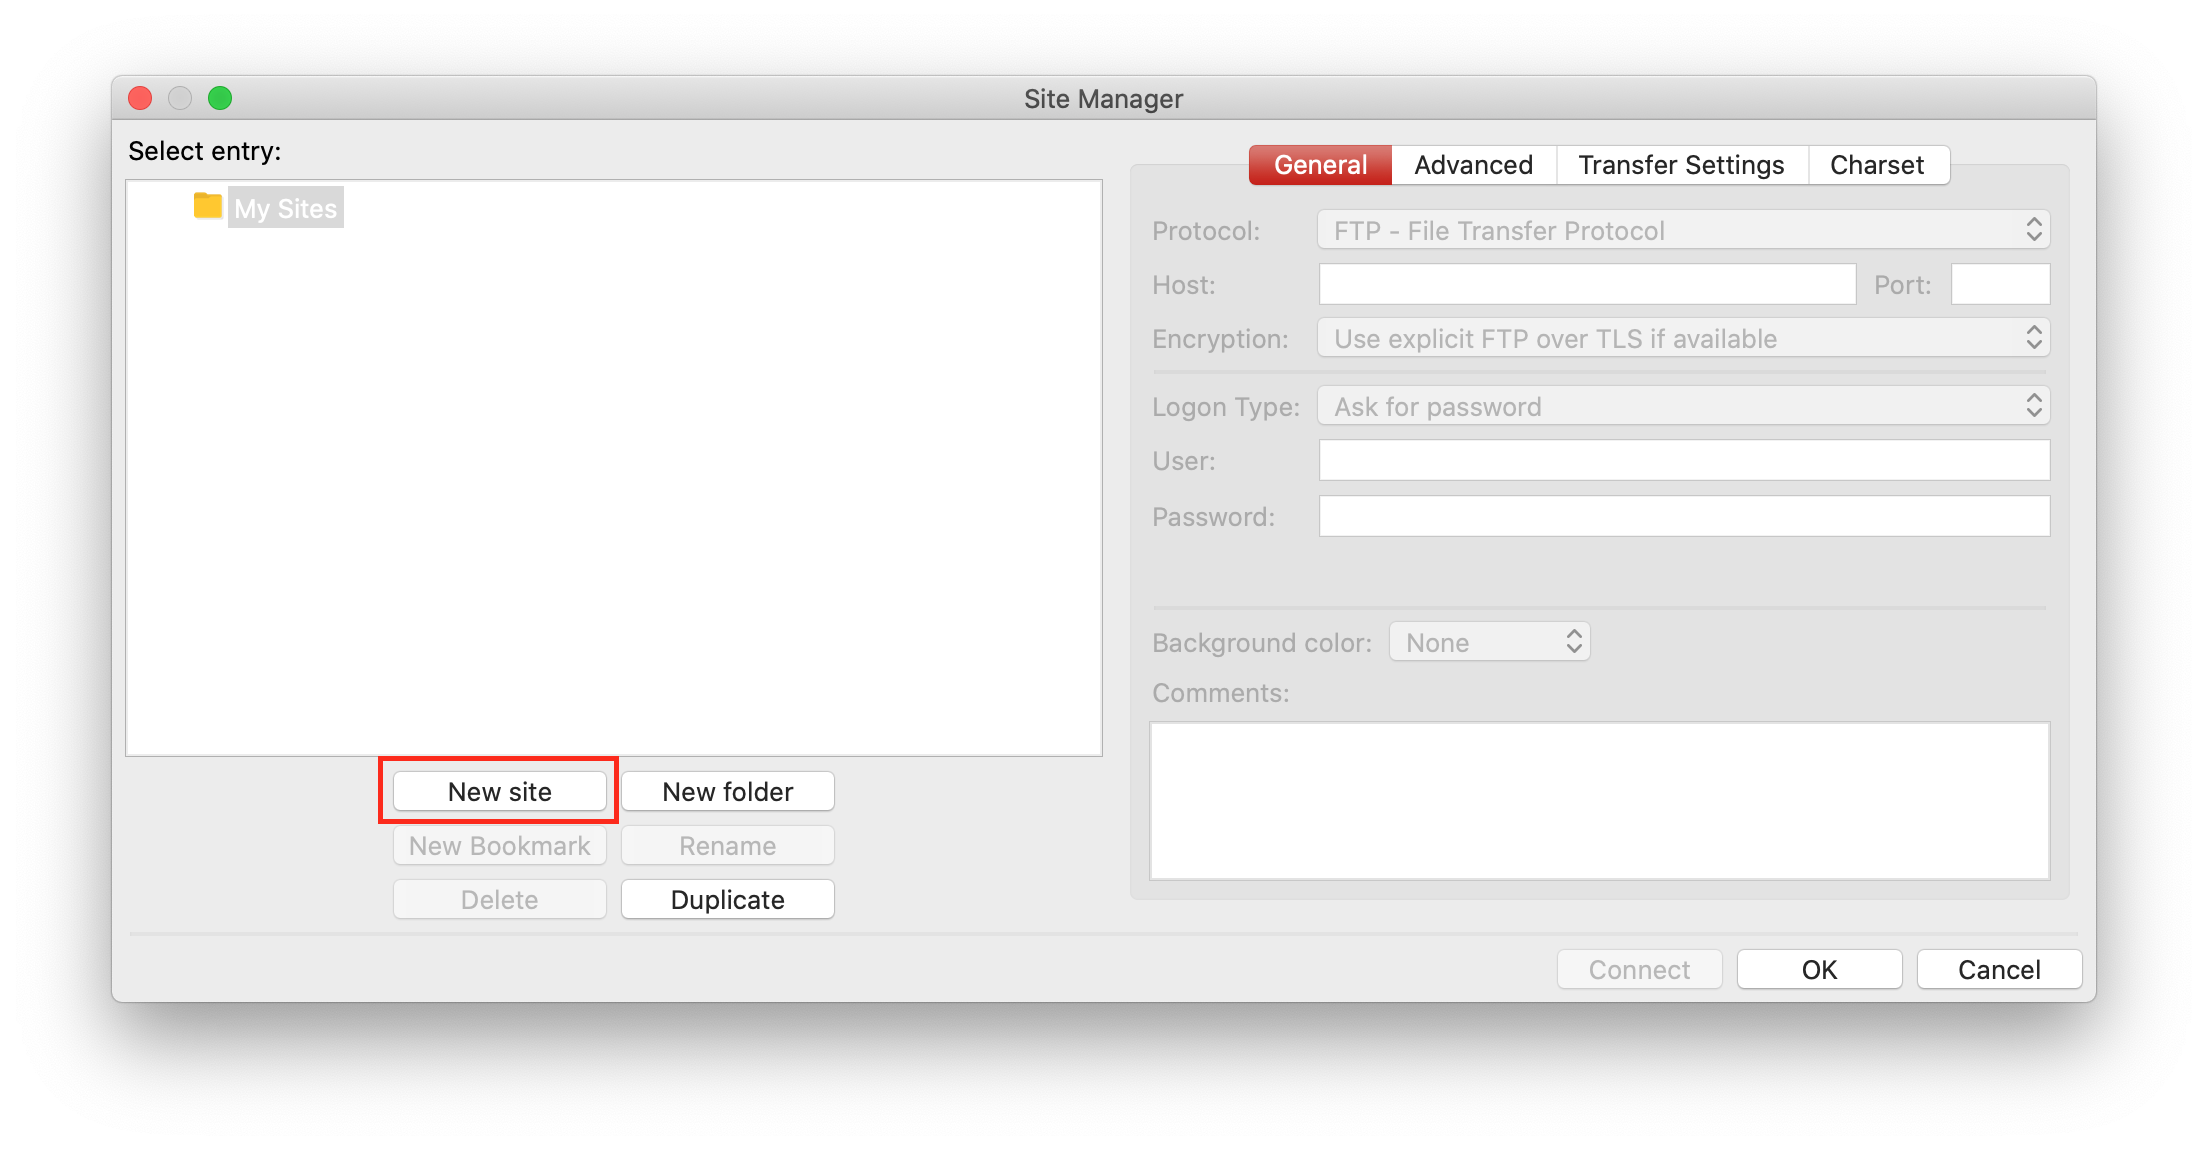 Site Manager
Select entry:
My Sites
New site
New folder
New Bookmark
Rename
Delete
Duplicate
General
Advanced
Transfer Settings
Charset
Protocol:
FTP - File Transfer Protocol
Host:
Port:
Encryption:
Use explicit FTP over TLS if available
Logon Type:
Ask for password
User:
Password:
Background color:
None
Comments:
Connect
OK
Cancel